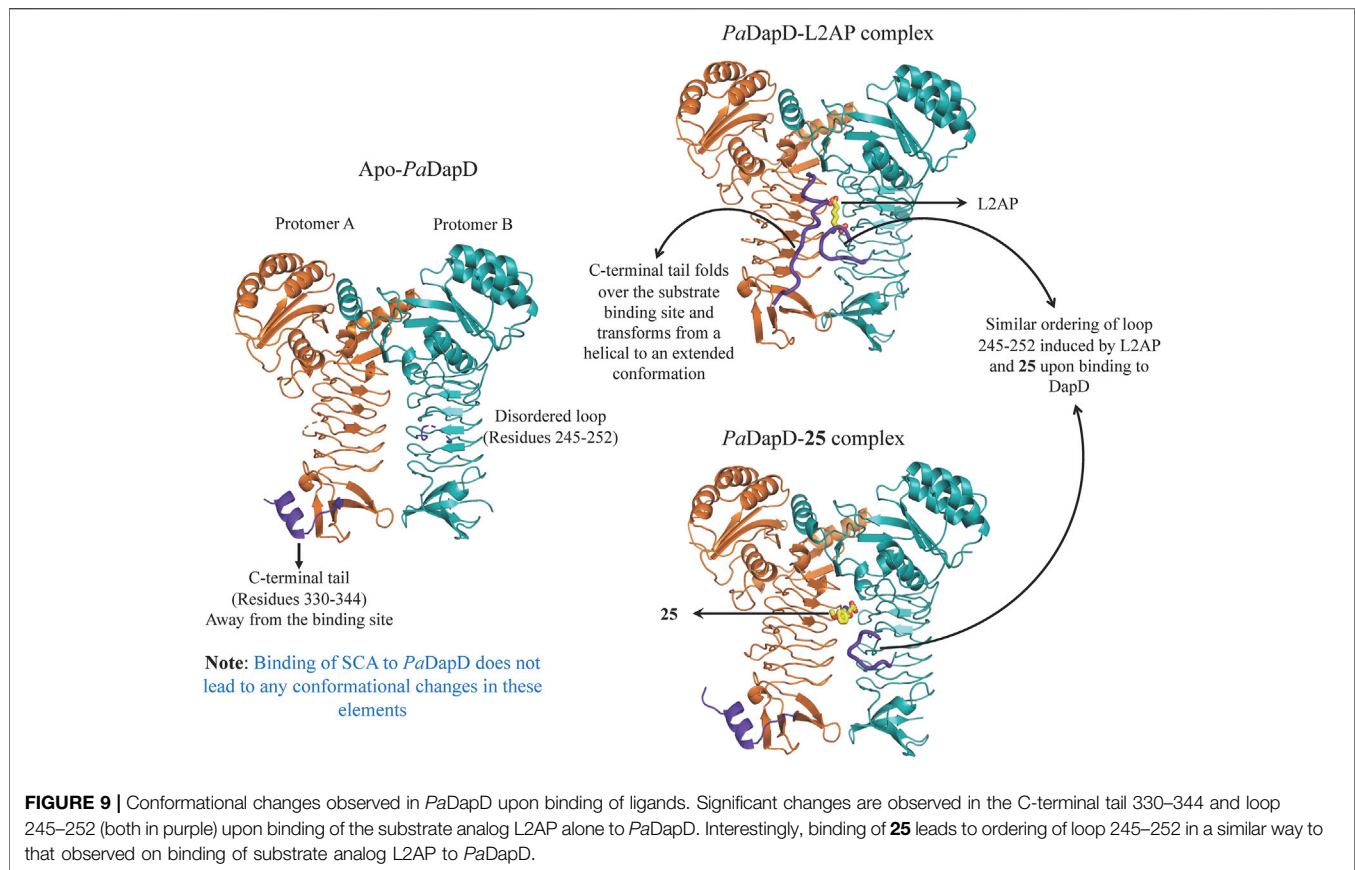 PaDapD-L2AP complex
L2AP
C-terminal tail folds
over the substrate
binding site and
transforms from a
helical to an extended
conformation
Similar ordering of loop
245-252 induced by L2AP
and 25 upon binding to
DapD
Apo-PaDapD
Protomer A
Protomer B
Disordered loop
(Residues 245-252)
C-terminal tail
(Residues 330-344)
Away from the binding site
Note: Binding of SCA to PaDapD does not
lead to any conformational changes in these
elements
PaDapD-25 complex
25
FIGURE 9 | Conformational changes observed in PaDapD upon binding of ligands. Significant changes are observed in the C-terminal tail 330–344 and loop
245–252 (both in purple) upon binding of the substrate analog L2AP alone to PaDapD. Interestingly, binding of 25 leads to ordering of loop 245–252 in a similar way to
that observed on binding of substrate analog L2AP to PaDapD.